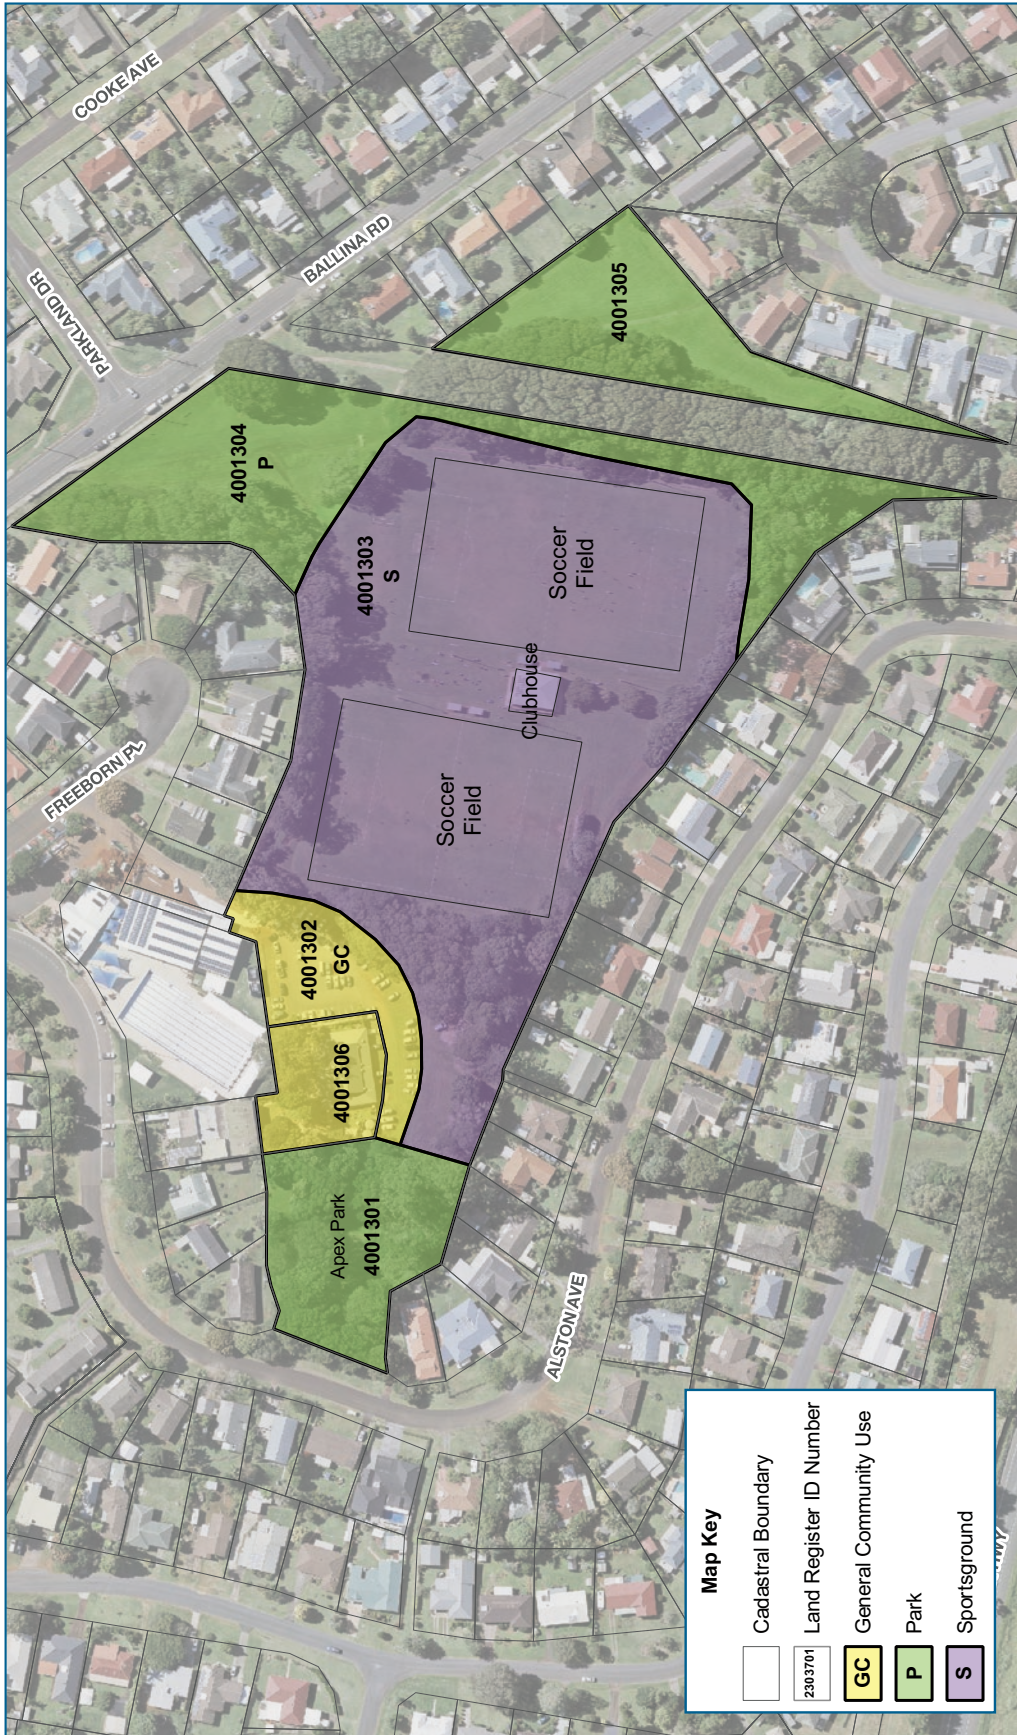 COOKE AVE
PARKLAND DR
BALLINA RD
4001305
4001304
P
4001303
S
Soccer
Field
Clubhouse
Soccer
Field
FREEBORN PL
4001302
GC
4001306
Apex Park
4001301
ALSTON AVE
Map Key
Cadastral Boundary
2303701
Land Register ID Number
GC
General Community Use
P
Park
S
Sportsground